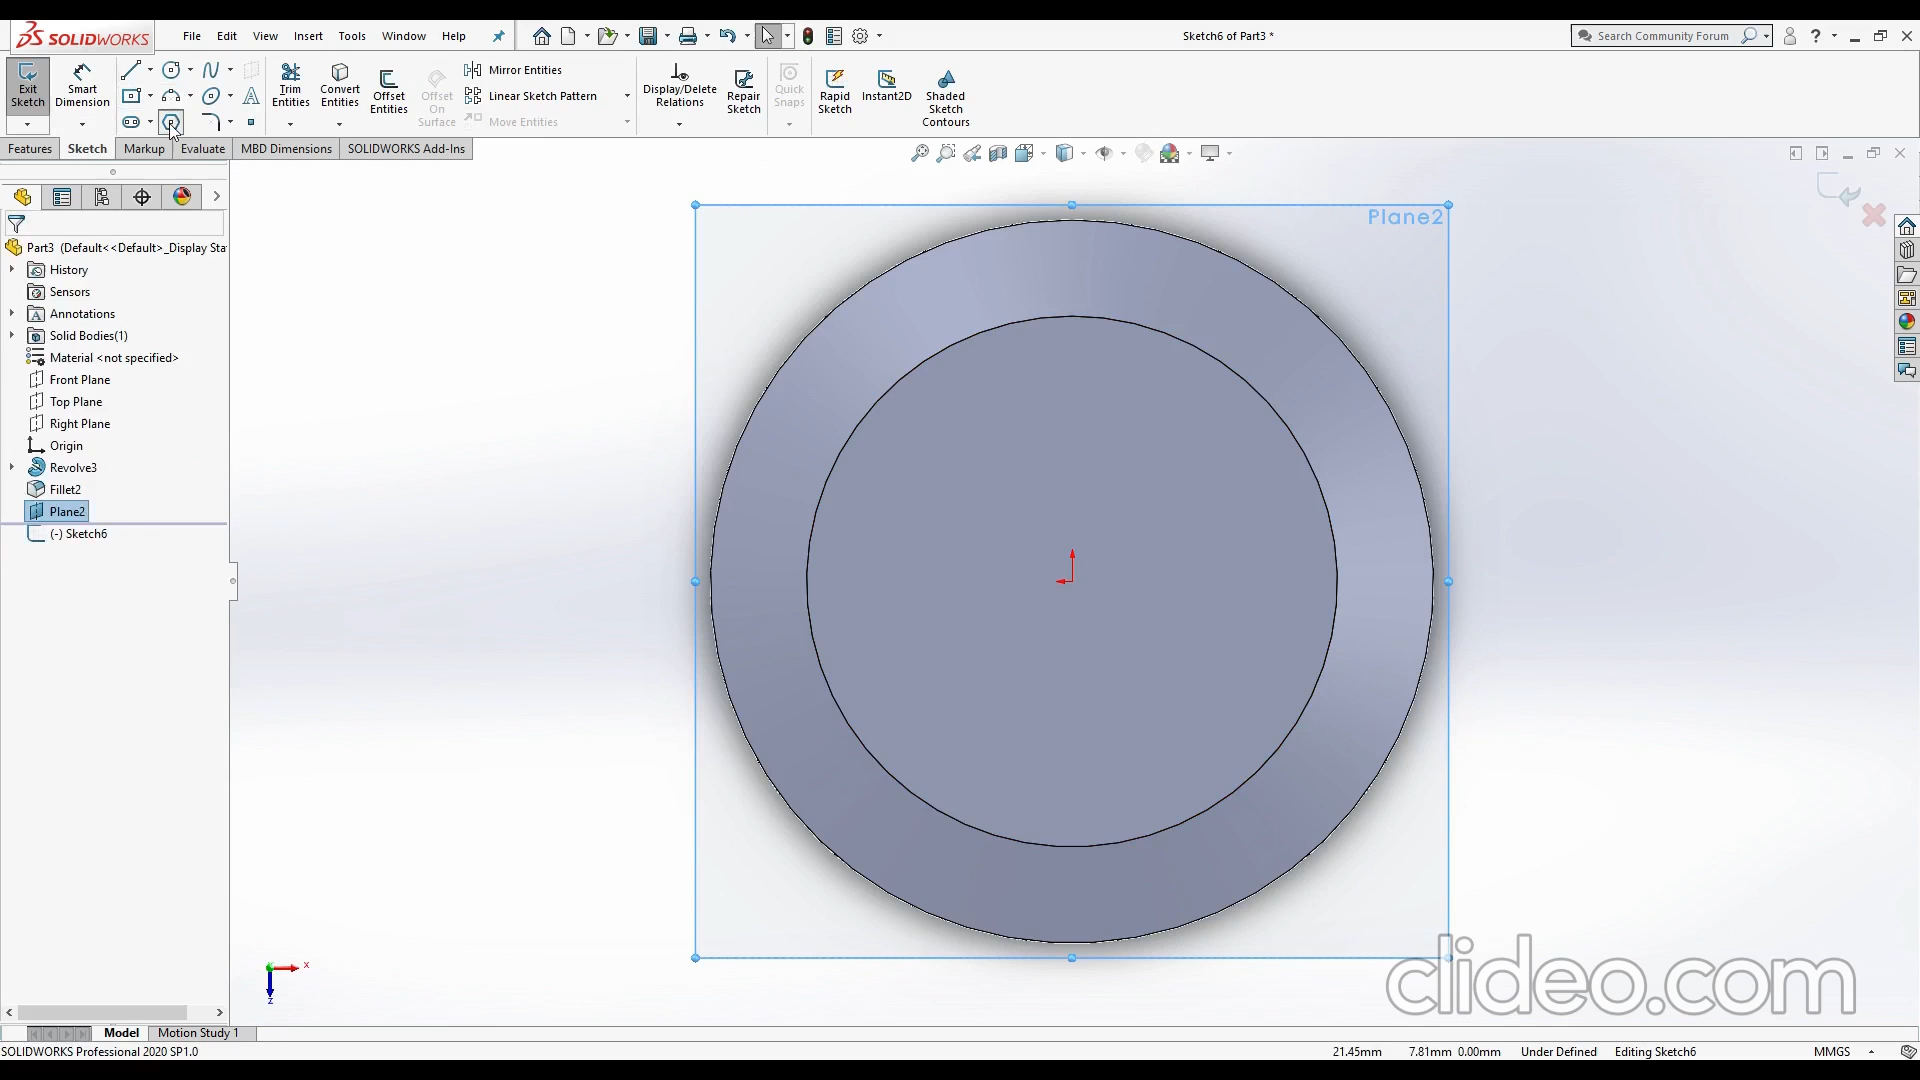 SOLIDWORKS File Edit View Insert Tools Window Help Sketch6 of Part3 * Search Community Forum ?
Exit Sketch
Smart Dimension
Trim Entities
Convert Entities
Offset Entities
Offset On Surface
Mirror Entities
Linear Sketch Pattern
Move Entities
Display/Delete Relations
Repair Sketch
Quick Snaps
Rapid Sketch
Instant2D
Shaded Sketch Contours
Features Sketch Markup Evaluate MBD Dimensions SOLIDWORKS Add-Ins
Part3 (Default<<Default>_Display Sta
History
Sensors
Annotations
Solid Bodies(1)
Material <not specified>
Front Plane
Top Plane
Right Plane
Origin
Revolve3
Fillet2
Plane2
(-) Sketch6
Plane2
x
z
clideo.com
Model Motion Study 1
SOLIDWORKS Professional 2020 SP1.0 21.45mm 7.81mm 0.00mm Under Defined Editing Sketch6 MMGS